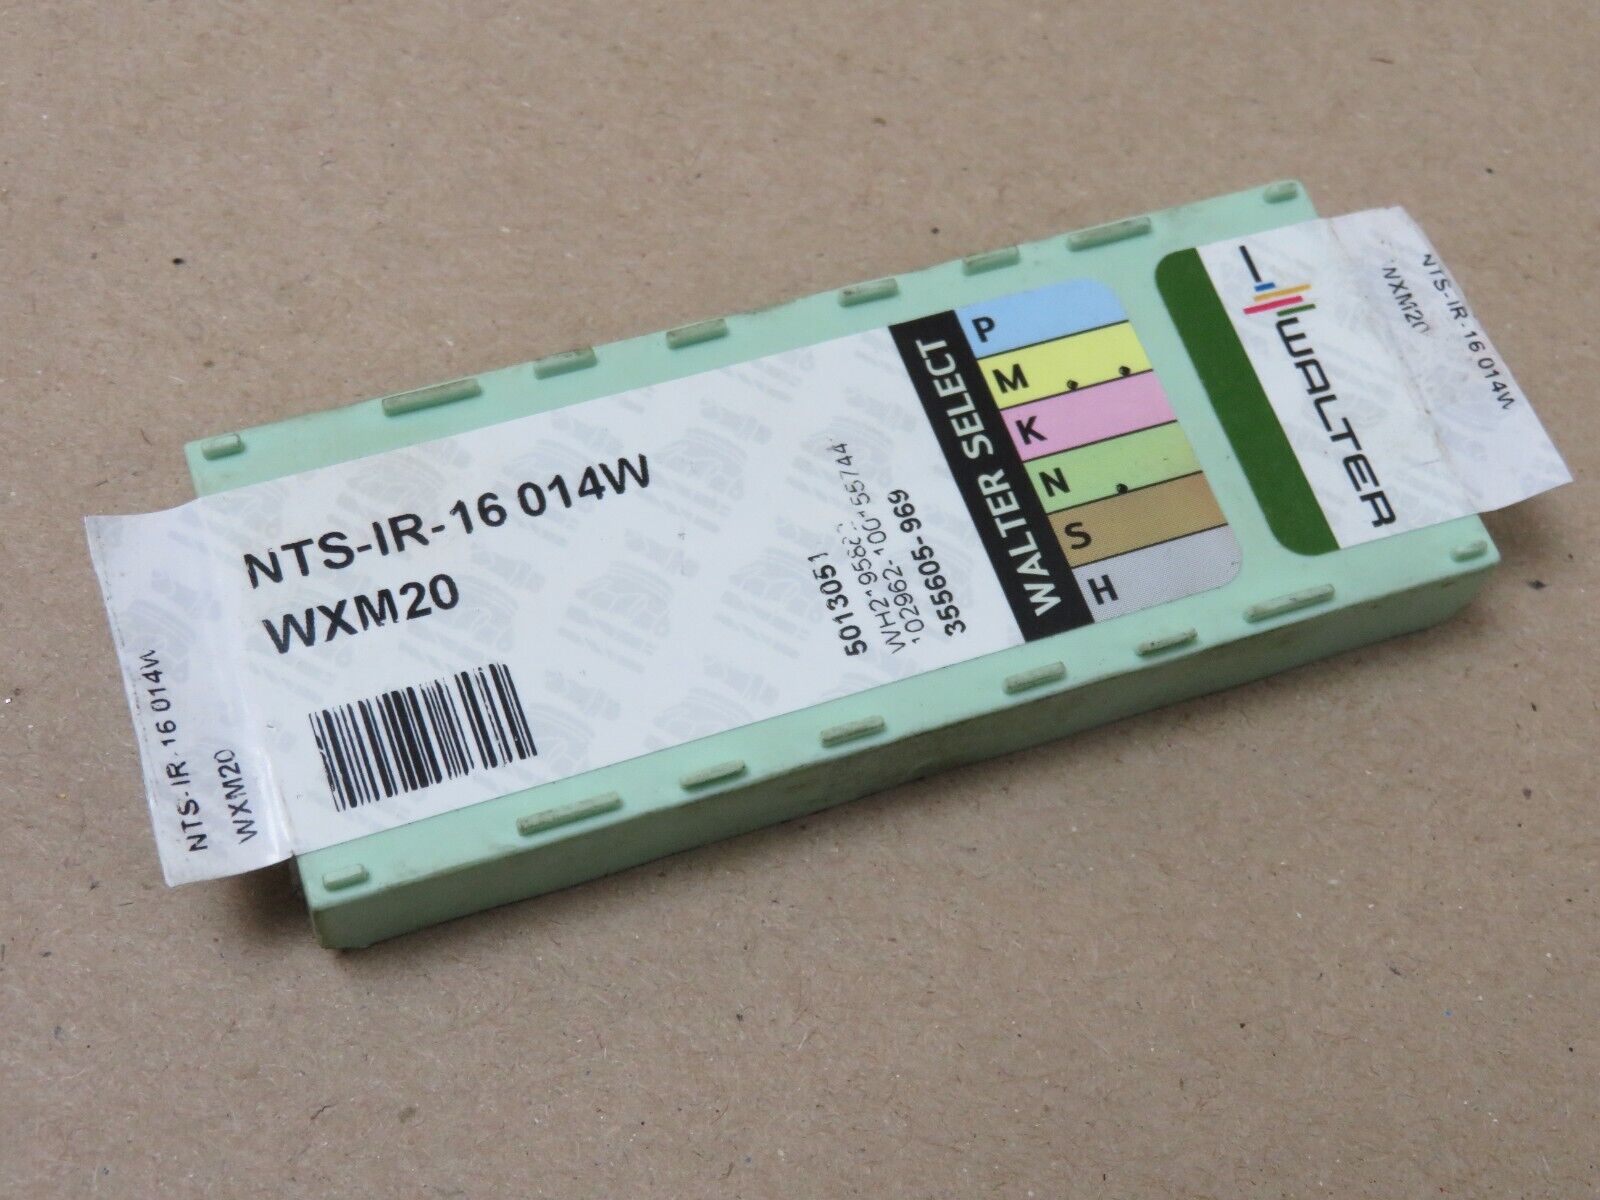 NTS-IR-16 014W
WXM20
5013051
3555605-969
WALTER SELECT
P
M
K
N
S
H
WALTER
NTS-IR-16 014W
WXM20
NTS-IR-16 014W
WXM20